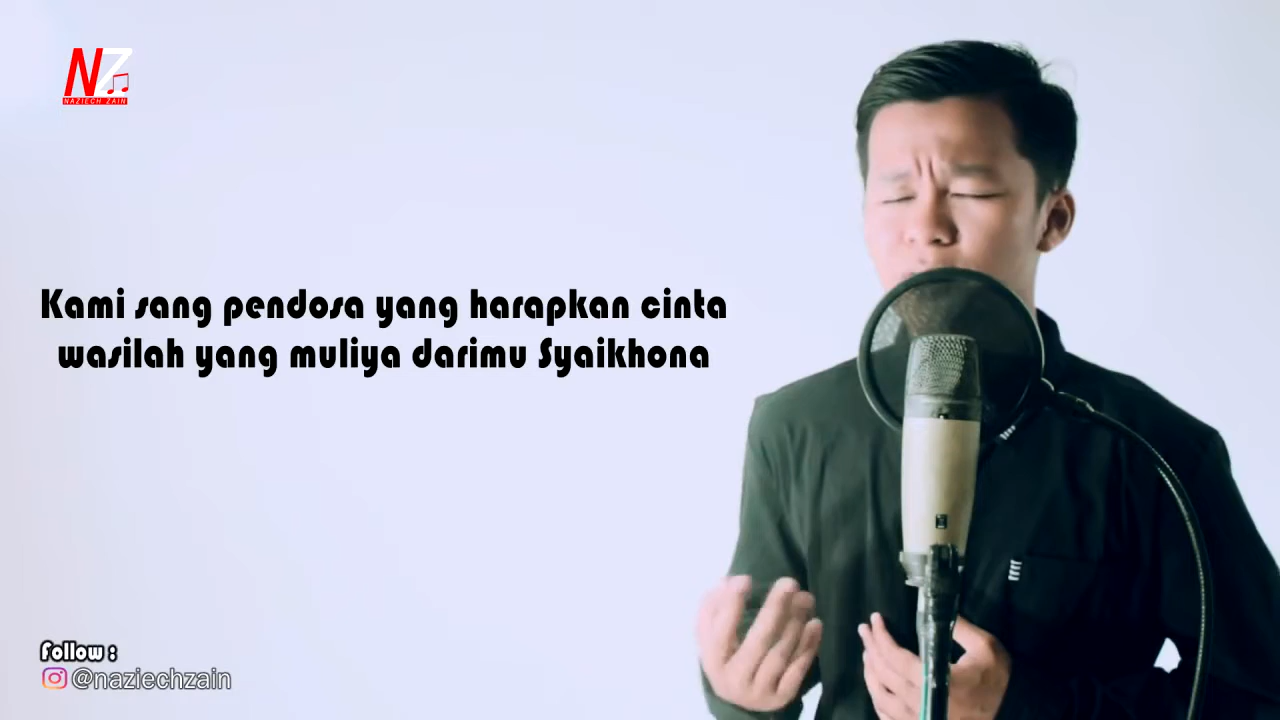 NZ
NAZIECH ZAIN
Kami sang pendosa yang harapkan cinta
wasilah yang muliya darimu Syaikhona
Follow :
@naziechzain